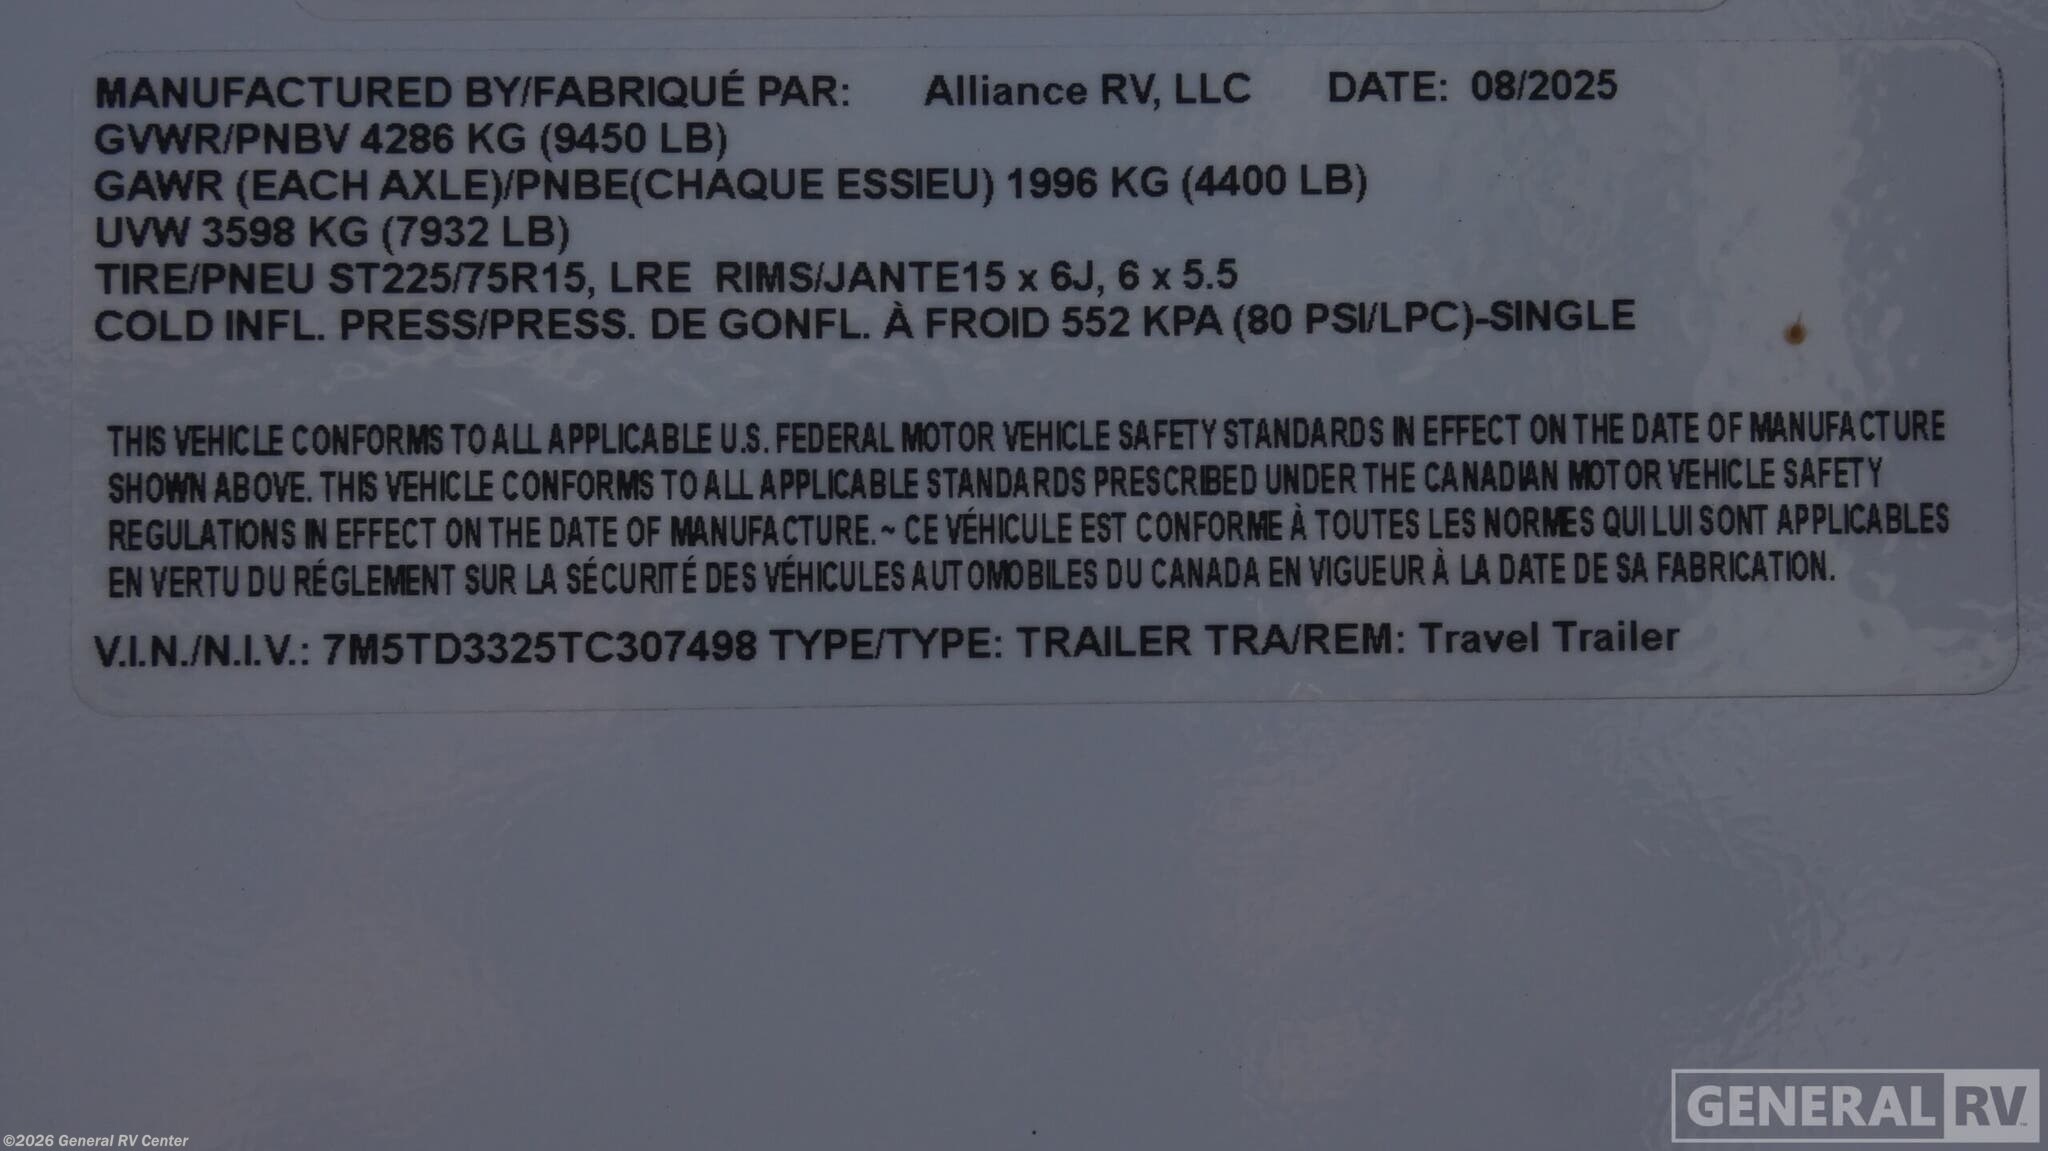 MANUFACTURED BY/FABRIQUÉ PAR: Alliance RV, LLC DATE: 08/2025
GVWR/PNBV 4286 KG (9450 LB)
GAWR (EACH AXLE)/PNBE(CHAQUE ESSIEU) 1996 KG (4400 LB)
UVW 3598 KG (7932 LB)
TIRE/PNEU ST225/75R15, LRE RIMS/JANTE15 x 6J, 6 x 5.5
COLD INFL. PRESS/PRESS. DE GONFL. À FROID 552 KPA (80 PSI/LPC)-SINGLE
THIS VEHICLE CONFORMS TO ALL APPLICABLE U.S. FEDERAL MOTOR VEHICLE SAFETY STANDARDS IN EFFECT ON THE DATE OF MANUFACTURE
SHOWN ABOVE. THIS VEHICLE CONFORMS TO ALL APPLICABLE STANDARDS PRESCRIBED UNDER THE CANADIAN MOTOR VEHICLE SAFETY
REGULATIONS IN EFFECT ON THE DATE OF MANUFACTURE. ~ CE VÉHICULE EST CONFORME À TOUTES LES NORMES QUI LUI SONT APPLICABLES
EN VERTU DU RÉGLEMENT SUR LA SÉCURITÉ DES VÉHICULES AUTOMOBILES DU CANADA EN VIGUEUR À LA DATE DE SA FABRICATION.
V.I.N./N.I.V.: 7M5TD3325TC307498 TYPE/TYPE: TRAILER TRA/REM: Travel Trailer
GENERAL RV
©2026 General RV Center